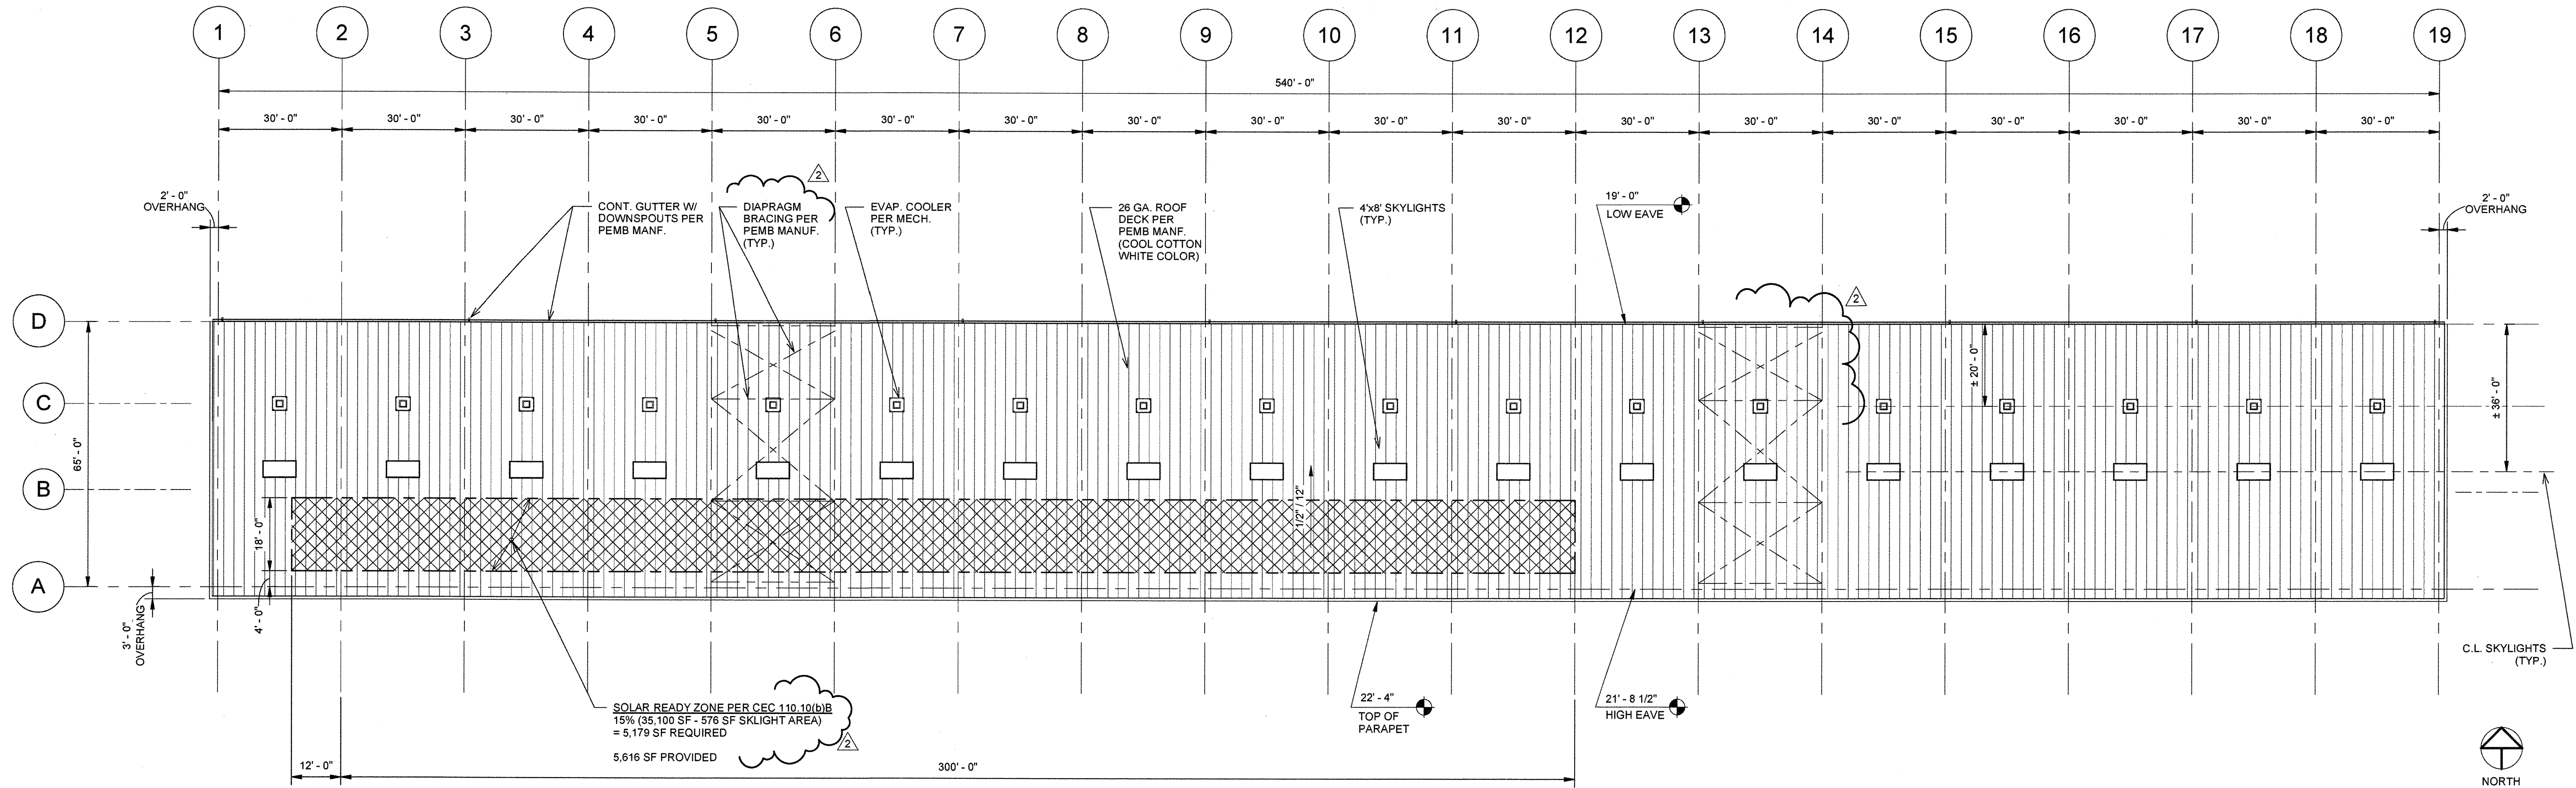 1 2 3 4 5 6 7 8 9 10 11 12 13 14 15 16 17 18 19
540' - 0"
30' - 0" 30' - 0" 30' - 0" 30' - 0" 30' - 0" 30' - 0" 30' - 0" 30' - 0" 30' - 0" 30' - 0" 30' - 0" 30' - 0" 30' - 0" 30' - 0" 30' - 0" 30' - 0" 30' - 0" 30' - 0"
2' - 0"
OVERHANG
CONT. GUTTER W/
DOWNSPOUTS PER
PEMB MANF.
2
DIAPRAGM
BRACING PER
PEMB MANUF.
(TYP.)
EVAP. COOLER
PER MECH.
(TYP.)
26 GA. ROOF
DECK PER
PEMB MANF.
(COOL COTTON
WHITE COLOR)
4'x8' SKYLIGHTS
(TYP.)
19' - 0"
LOW EAVE
2' - 0"
OVERHANG
2
D
C
B
A
65' - 0"
18' - 0"
4' - 0"
3' - 0"
OVERHANG
1/2" / 12"
± 20' - 0"
± 36' - 0"
C.L. SKYLIGHTS
(TYP.)
SOLAR READY ZONE PER CEC 110.10(b)B
15% (35,100 SF - 576 SF SKLIGHT AREA)
= 5,179 SF REQUIRED
5,616 SF PROVIDED
2
22' - 4"
TOP OF
PARAPET
21' - 8 1/2"
HIGH EAVE
12' - 0"
300' - 0"
NORTH